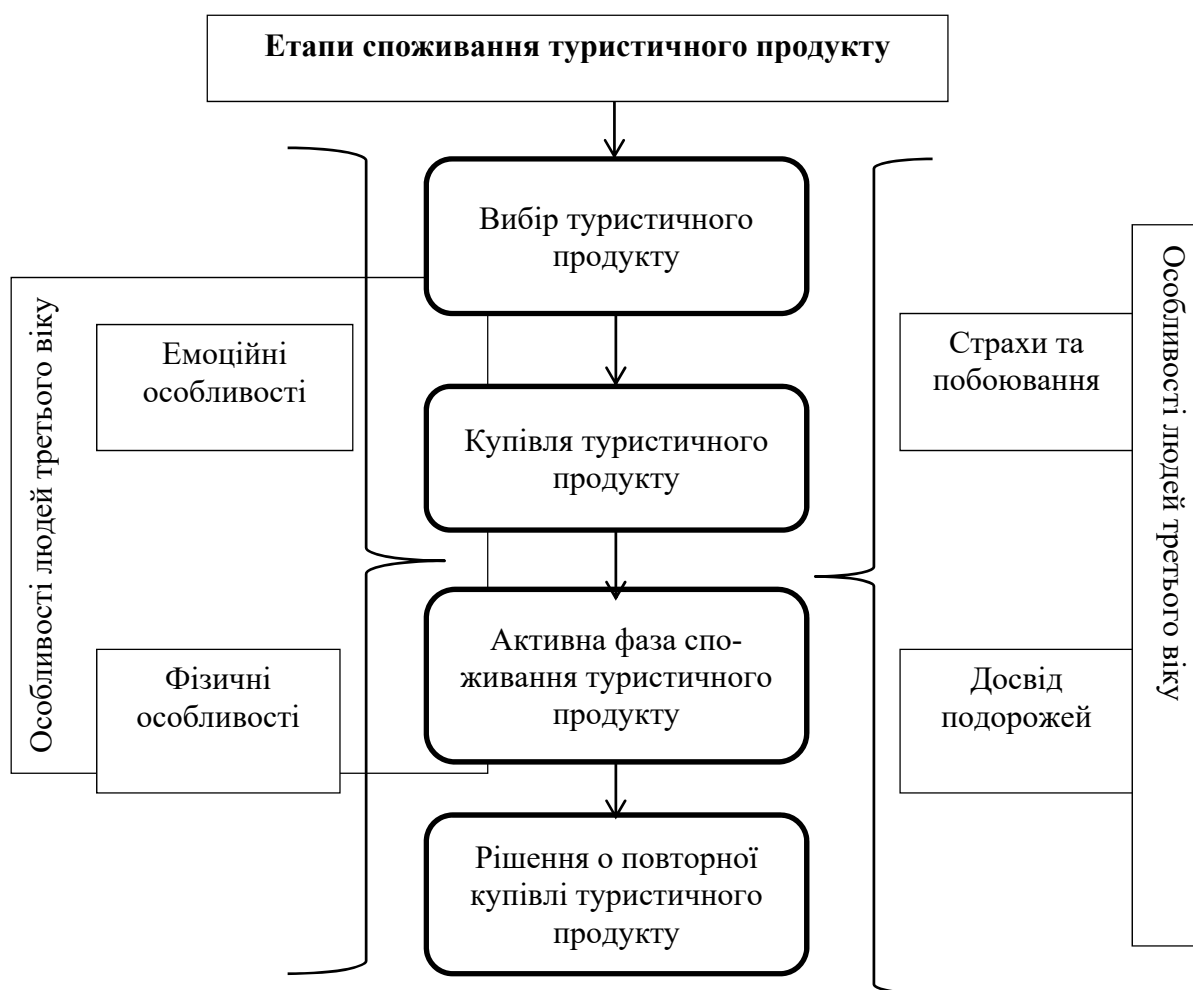 Етапи споживання туристичного продукту
Вибір туристичного
продукту
Особливості людей третього віку
Емоційні
особливості
Страхи та
побоювання
Особливості людей третього віку
Купівля туристичного
продукту
Активна фаза спо-
живання туристичного
продукту
Фізичні
особливості
Досвід
подорожей
Рішення о повторної
купівлі туристичного
продукту